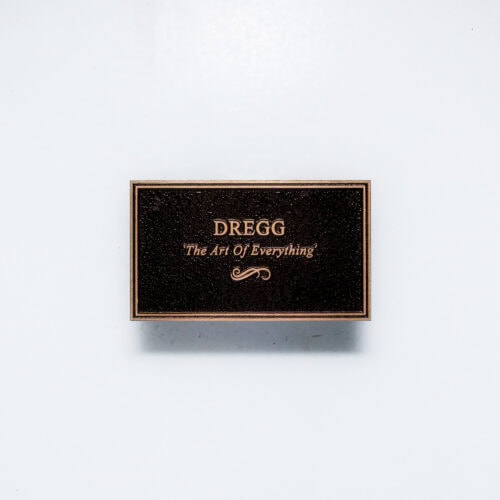 DREGG
'The Art Of Everything'